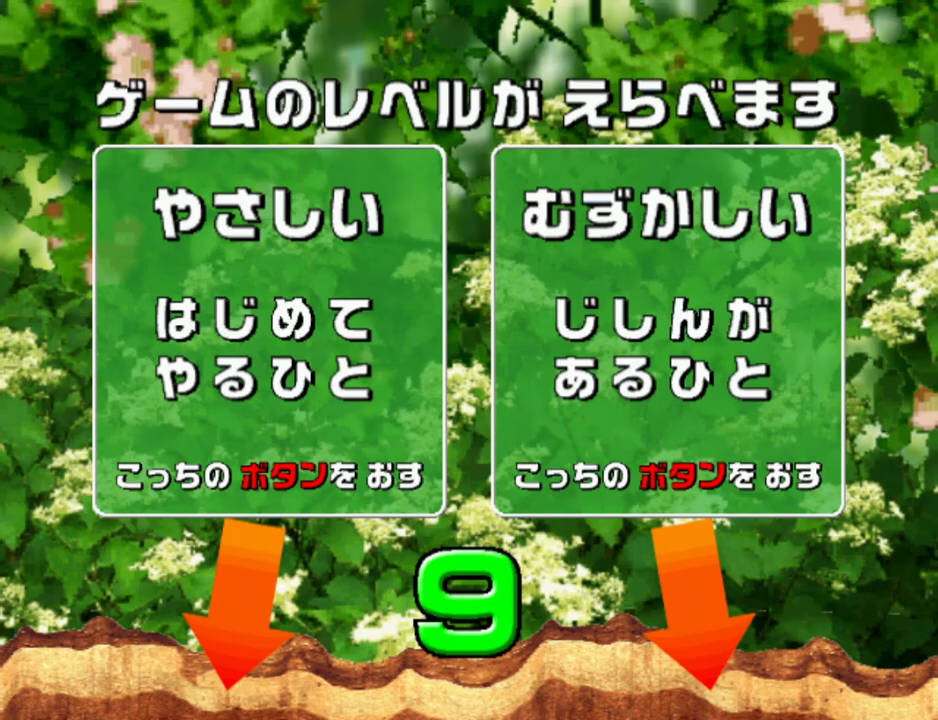 ゲームのレベルが えらべます
やさしい
はじめて
やるひと
こっちの ボタンを おす
むずかしい
じしんが
あるひと
こっちの ボタンを おす
9